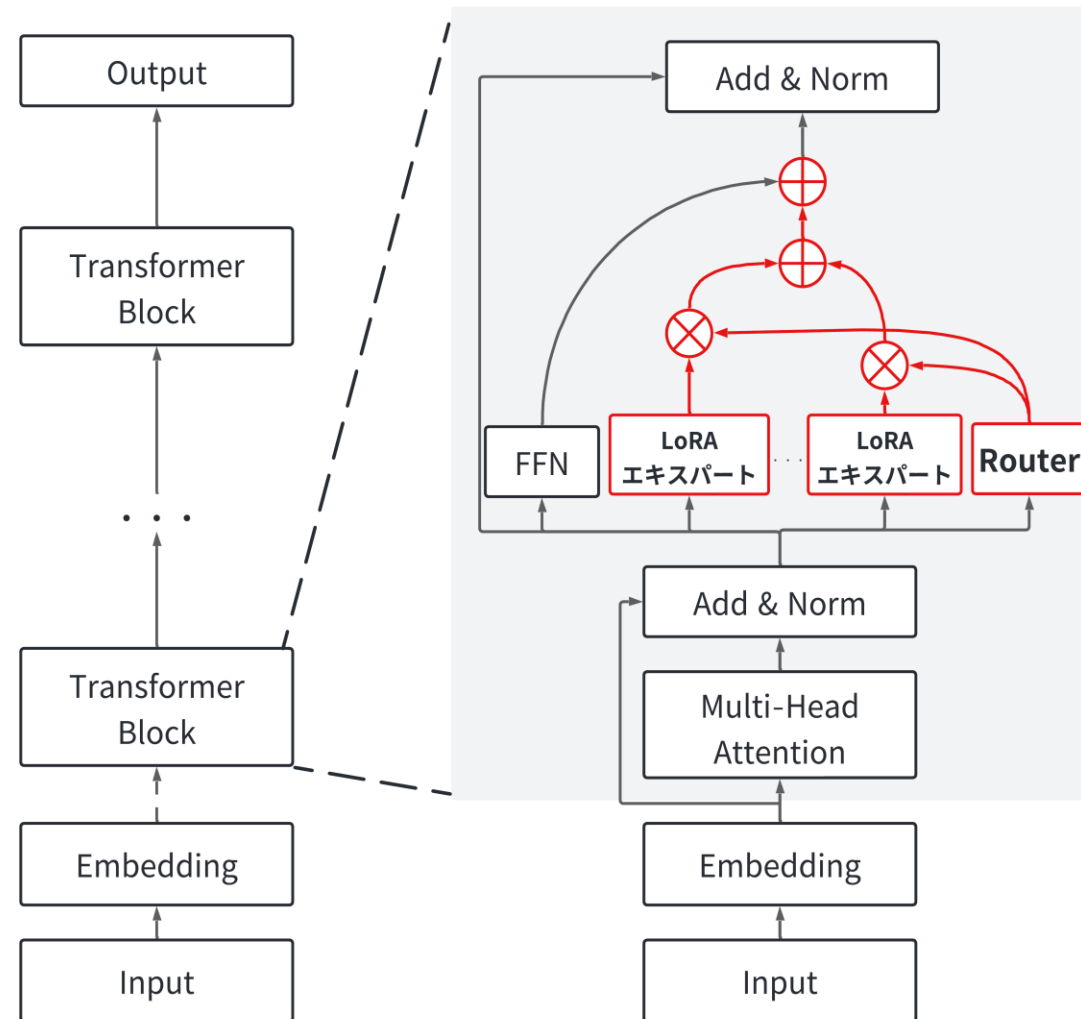 Output
Transformer
Block
. . .
Transformer
Block
Embedding
Input
Add & Norm
FFN
LoRA
エキスパート
. . .
LoRA
エキスパート
Router
Add & Norm
Multi-Head
Attention
Embedding
Input